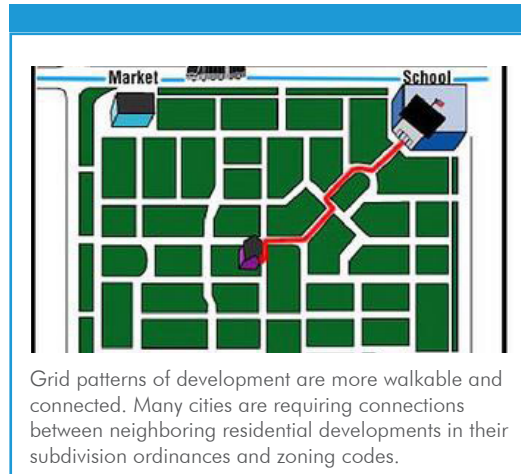 Market
School
Grid patterns of development are more walkable and
connected. Many cities are requiring connections
between neighboring residential developments in their
subdivision ordinances and zoning codes.